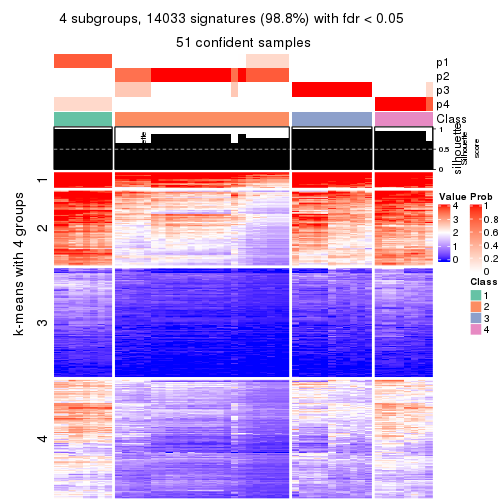 4 subgroups, 14033 signatures (98.8%) with fdr < 0.05
51 confident samples
p1
p2
p3
p4
Class
1
0.5
0
silhouette
Silhouette
score
k-means with 4 groups
1
2
3
4
Value
4
3
2
1
0
Prob
1
0.8
0.6
0.4
0.2
0
Class
1
2
3
4